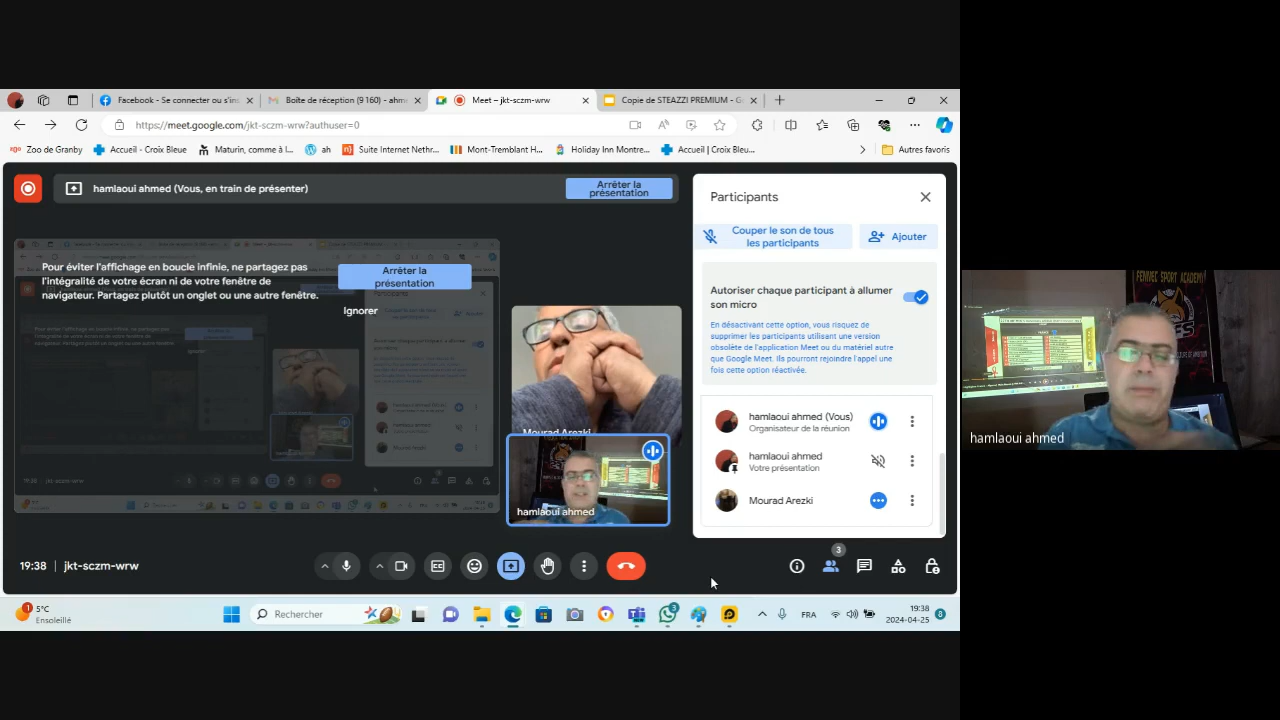 Facebook - Se connecter ou s'ins
Boîte de réception (9 160) - ahme
Meet – jkt-sczm-wrw
Copie de STEAZZI PREMIUM - Go
https://meet.google.com/jkt-sczm-wrw?authuser=0
Zoo de Granby
Accueil - Croix Bleue
Maturin, comme à l...
ah
Suite Internet Nethr...
Mont-Tremblant H...
Holiday Inn Montre...
Accueil | Croix Bleu...
Autres favoris
hamlaoui ahmed (Vous, en train de présenter)
Arrêter la
présentation
Pour éviter l'affichage en boucle infinie, ne partagez pas
l'intégralité de votre écran ni de votre fenêtre de
navigateur. Partagez plutôt un onglet ou une autre fenêtre.
Arrêter la
présentation
Ignorer
Mourad Arezki
hamlaoui ahmed
Participants
Couper le son de tous
les participants
Ajouter
Autoriser chaque participant à allumer
son micro
En désactivant cette option, vous risquez de
supprimer les participants utilisant une version
obsolète de l'application Meet ou du matériel autre
que Google Meet. Ils pourront rejoindre l'appel une
fois cette option réactivée.
hamlaoui ahmed (Vous)
Organisateur de la réunion
hamlaoui ahmed
Votre présentation
Mourad Arezki
19:38 | jkt-sczm-wrw
3
5°C
Ensoleillé
Rechercher
FRA
19:38
2024-04-25
FENIVEC SPORT ACADEMY
hamlaoui ahmed